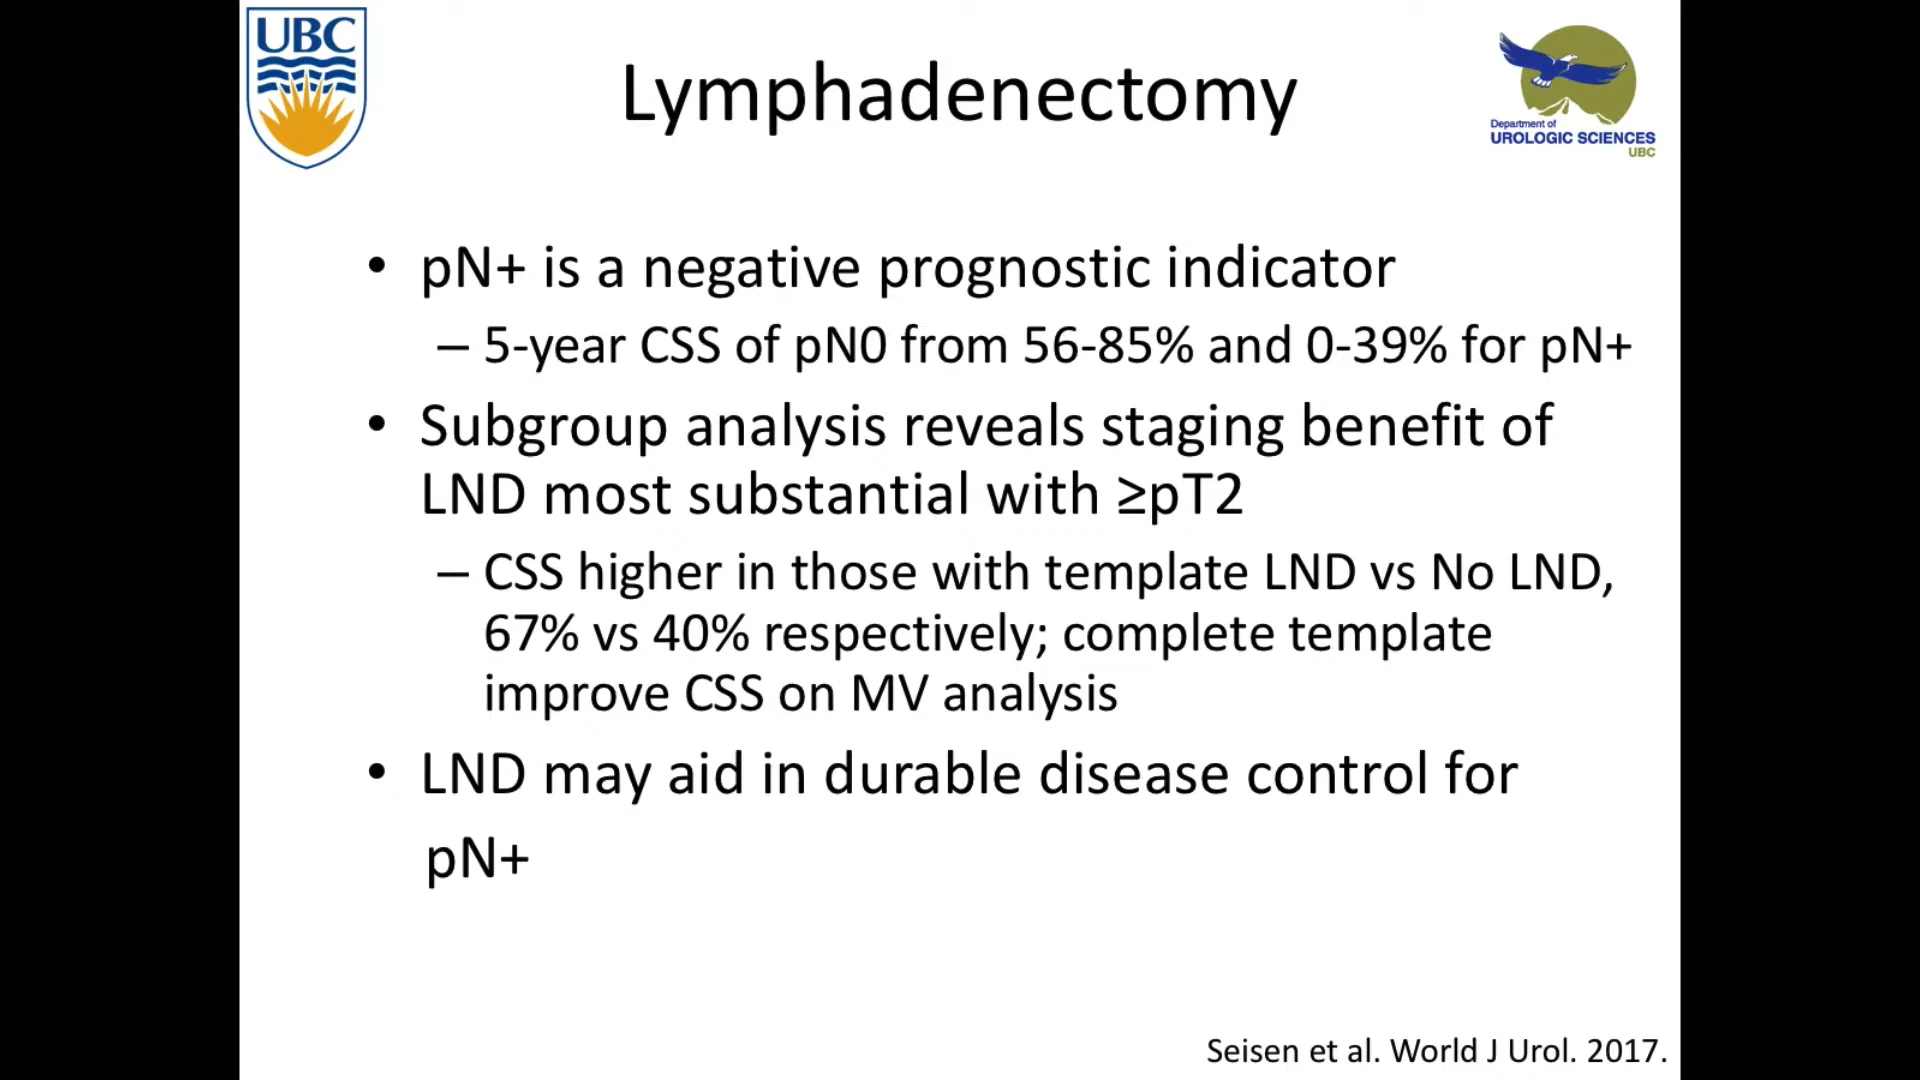 UBC
Lymphadenectomy
Department of
UROLOGIC SCIENCES
UBC
• pN+ is a negative prognostic indicator
– 5-year CSS of pN0 from 56-85% and 0-39% for pN+
• Subgroup analysis reveals staging benefit of
LND most substantial with ≥pT2
– CSS higher in those with template LND vs No LND,
67% vs 40% respectively; complete template
improve CSS on MV analysis
• LND may aid in durable disease control for
pN+
Seisen et al. World J Urol. 2017.